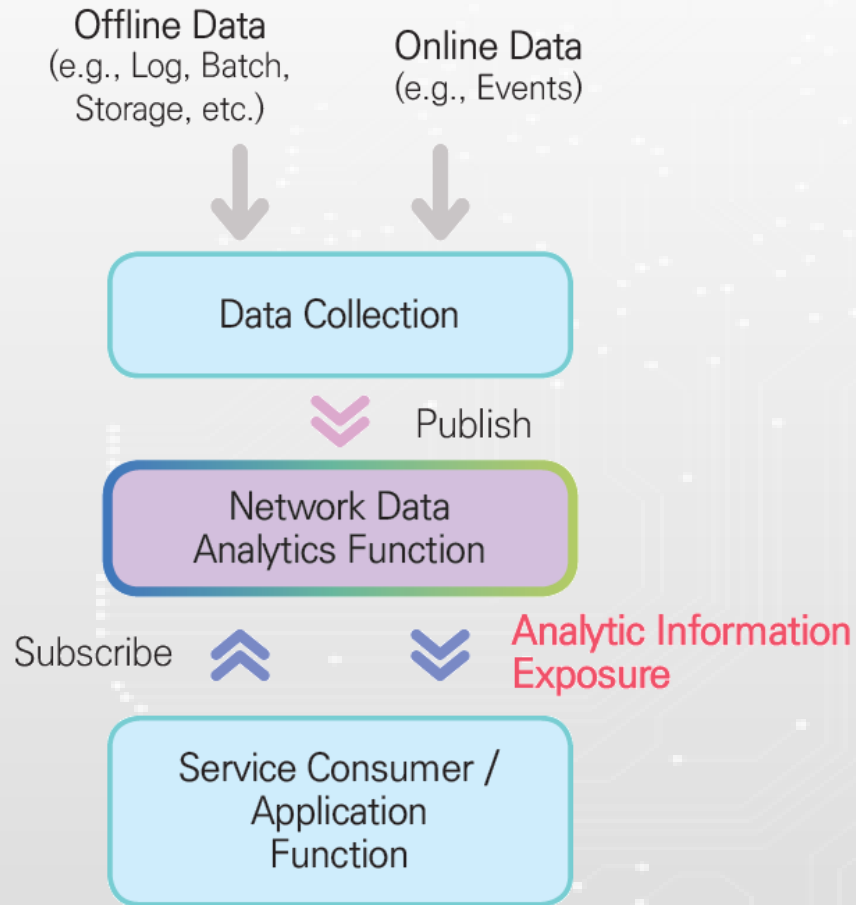 Offline Data
(e.g., Log, Batch,
Storage, etc.)
Online Data
(e.g., Events)
Data Collection
Publish
Network Data
Analytics Function
Subscribe
Analytic Information
Exposure
Service Consumer /
Application
Function